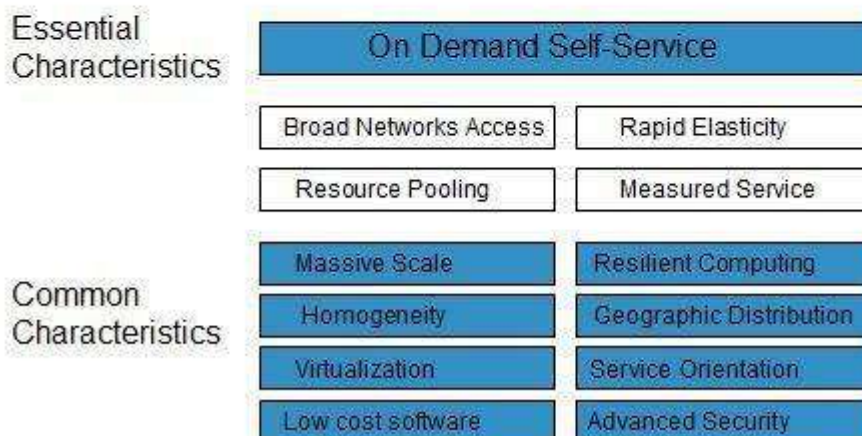 Essential
Characteristics
On Demand Self-Service
Broad Networks Access
Rapid Elasticity
Resource Pooling
Measured Service
Common
Characteristics
Massive Scale
Resilient Computing
Homogeneity
Geographic Distribution
Virtualization
Service Orientation
Low cost software
Advanced Security